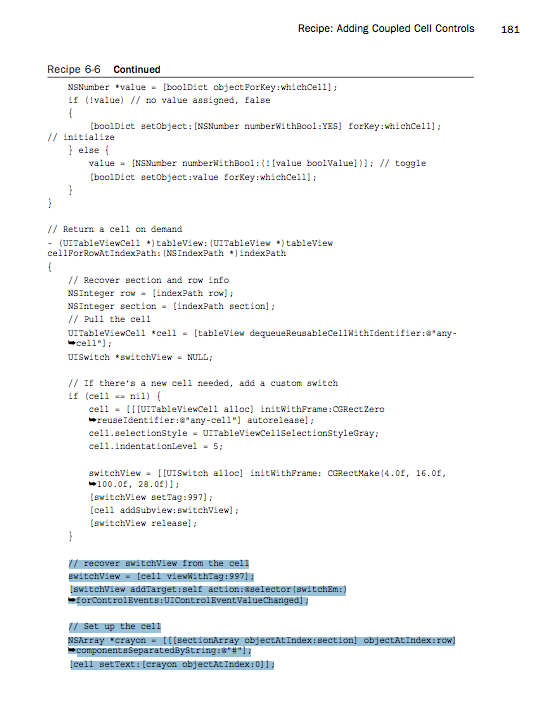 Recipe: Adding Coupled Cell Controls 181
Recipe 6-6 Continued
NSNumber *value = [boolDict objectForKey:whichCell];
if (!value) // no value assigned, false
{
[boolDict setObject:[NSNumber numberWithBool:YES] forKey:whichCell];
// initialize
} else {
value = [NSNumber numberWithBool:(![value boolValue])]; // toggle
[boolDict setObject:value forKey:whichCell];
}
}
// Return a cell on demand
- (UITableViewCell *)tableView:(UITableView *)tableView
cellForRowAtIndexPath:(NSIndexPath *)indexPath
{
// Recover section and row info
NSInteger row = [indexPath row];
NSInteger section = [indexPath section];
// Pull the cell
UITableViewCell *cell = [tableView dequeueReusableCellWithIdentifier:@"any-
➥cell"];
UISwitch *switchView = NULL;
// If there's a new cell needed, add a custom switch
if (cell == nil) {
cell = [[[UITableViewCell alloc] initWithFrame:CGRectZero
➥reuseIdentifier:@"any-cell"] autorelease];
cell.selectionStyle = UITableViewCellSelectionStyleGray;
cell.indentationLevel = 5;
switchView = [[UISwitch alloc] initWithFrame: CGRectMake(4.0f, 16.0f,
➥100.0f, 28.0f)];
[switchView setTag:997];
[cell addSubview:switchView];
[switchView release];
}
// recover switchView from the cell
switchView = [cell viewWithTag:997];
[switchView addTarget:self action:@selector(switchEm:)
➥forControlEvents:UIControlEventValueChanged];
// Set up the cell
NSArray *crayon = [[[sectionArray objectAtIndex:section] objectAtIndex:row]
➥componentsSeparatedByString:@"#"];
[cell setText:[crayon objectAtIndex:0]];